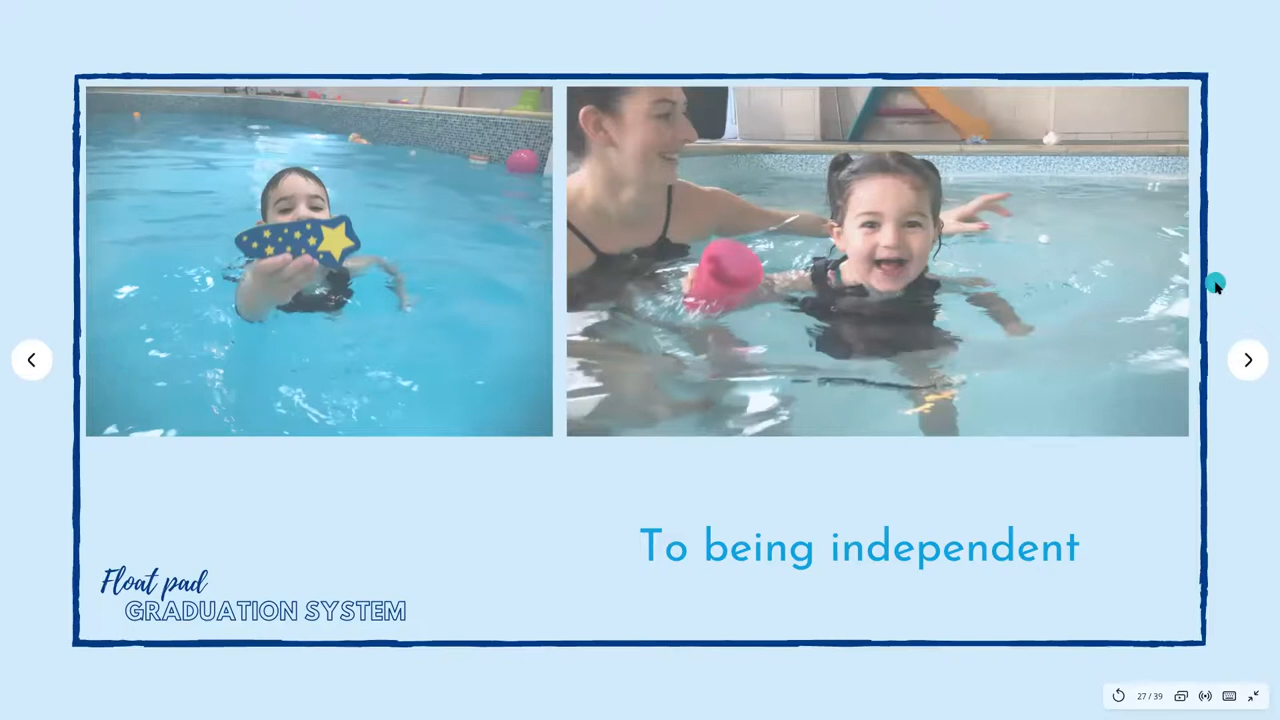 To being independent
Float pad
GRADUATION SYSTEM
27 / 39